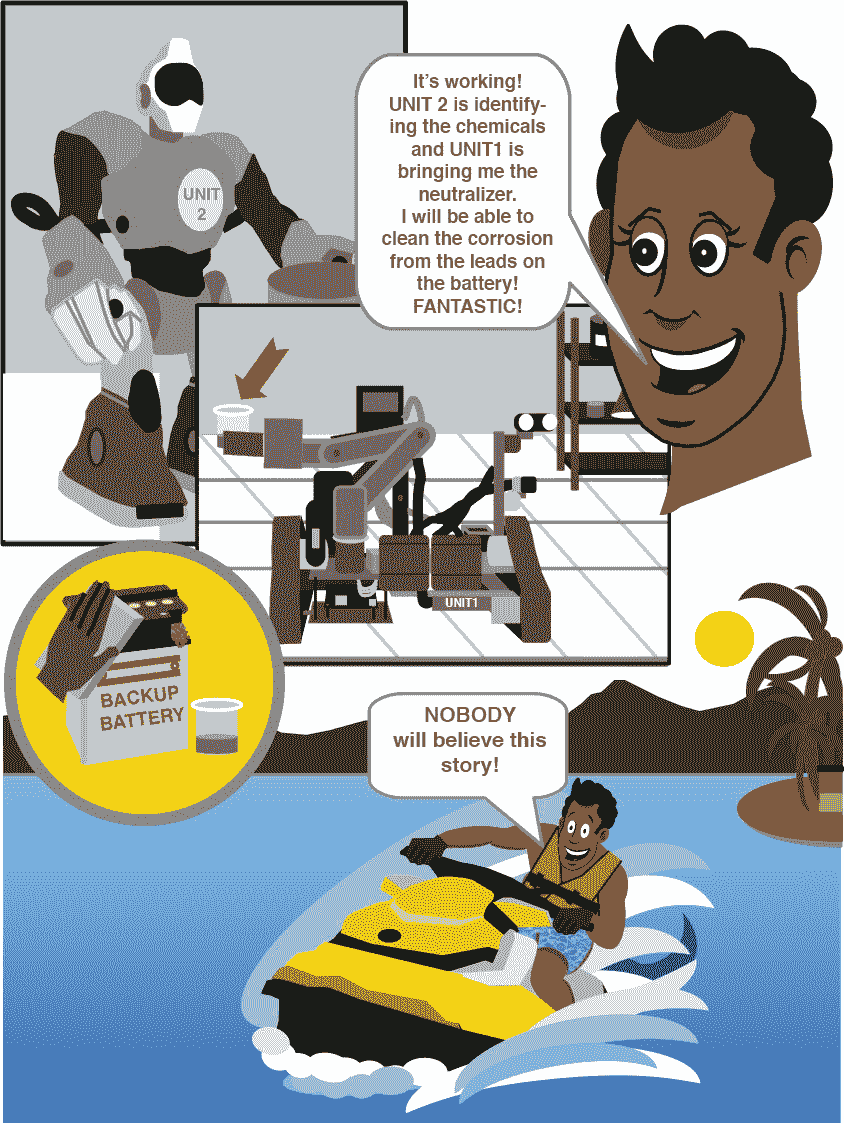 It's working!
UNIT 2 is identify-
ing the chemicals
and UNIT1 is
bringing me the
neutralizer.
I will be able to
clean the corrosion
from the leads on
the battery!
FANTASTIC!
UNIT
2
UNIT1
BACKUP
BATTERY
NOBODY
will believe this
story!